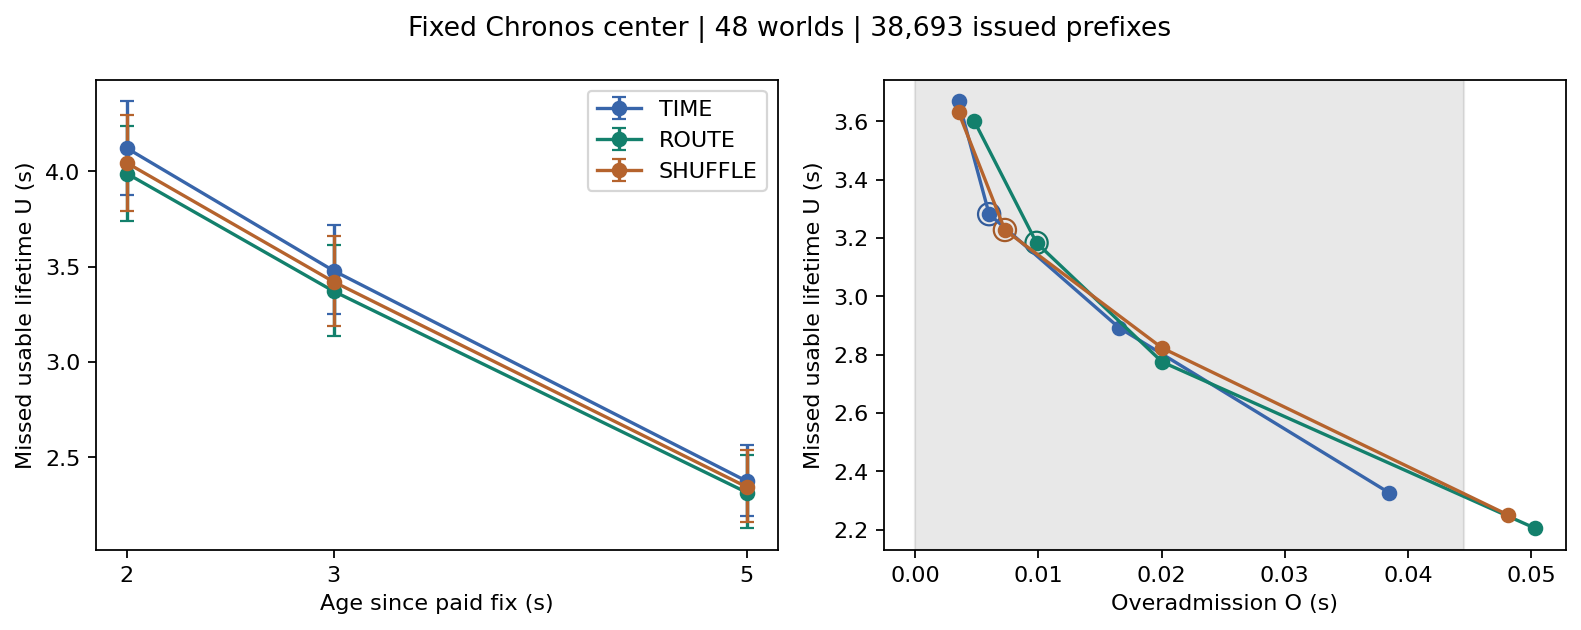 Fixed Chronos center | 48 worlds | 38,693 issued prefixes
Missed usable lifetime U (s)
4.0
3.5
3.0
2.5
TIME
ROUTE
SHUFFLE
2
3
5
Age since paid fix (s)
Missed usable lifetime U (s)
3.6
3.4
3.2
3.0
2.8
2.6
2.4
2.2
0.00
0.01
0.02
0.03
0.04
0.05
Overadmission O (s)